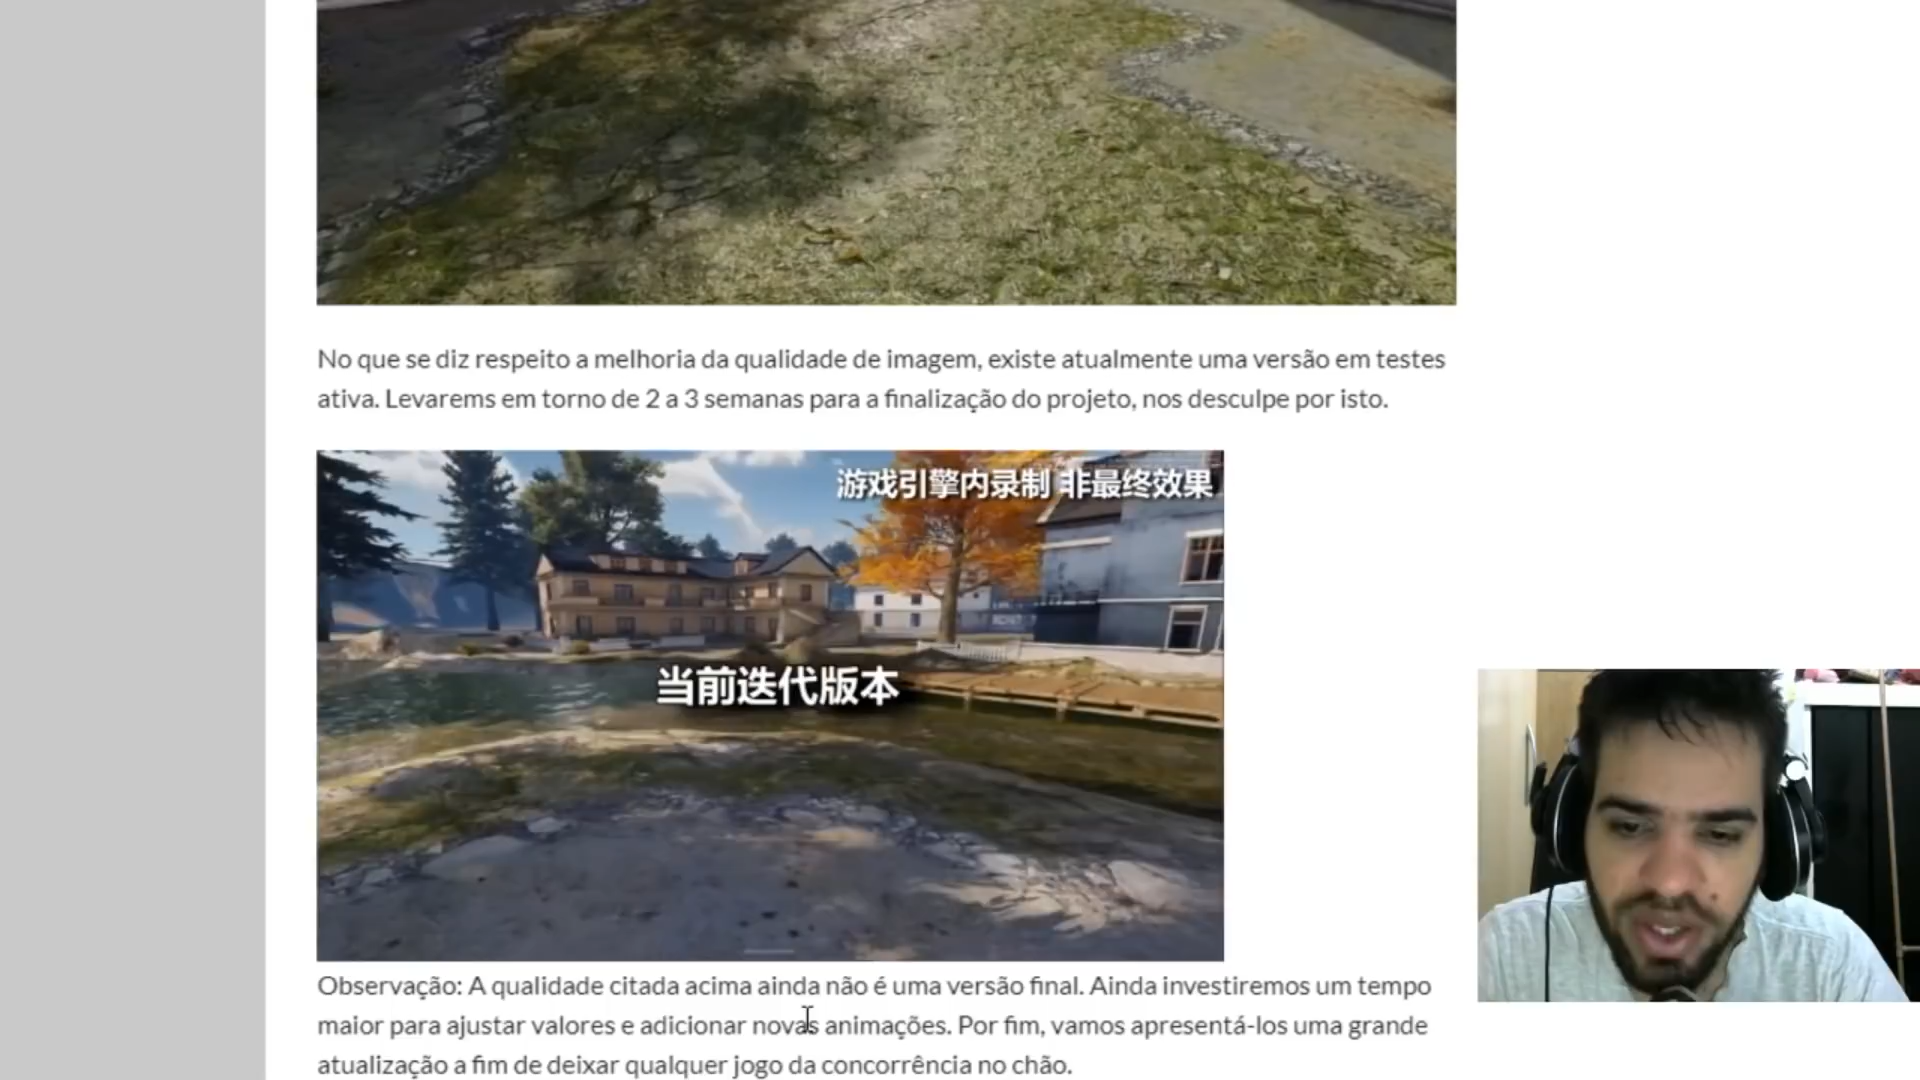 No que se diz respeito a melhoria da qualidade de imagem, existe atualmente uma versão em testes
ativa. Levarems em torno de 2 a 3 semanas para a finalização do projeto, nos desculpe por isto.
游戏引擎内录制 非最终效果
当前迭代版本
Observação: A qualidade citada acima ainda não é uma versão final. Ainda investiremos um tempo
maior para ajustar valores e adicionar novas animações. Por fim, vamos apresentá-los uma grande
atualização a fim de deixar qualquer jogo da concorrência no chão.